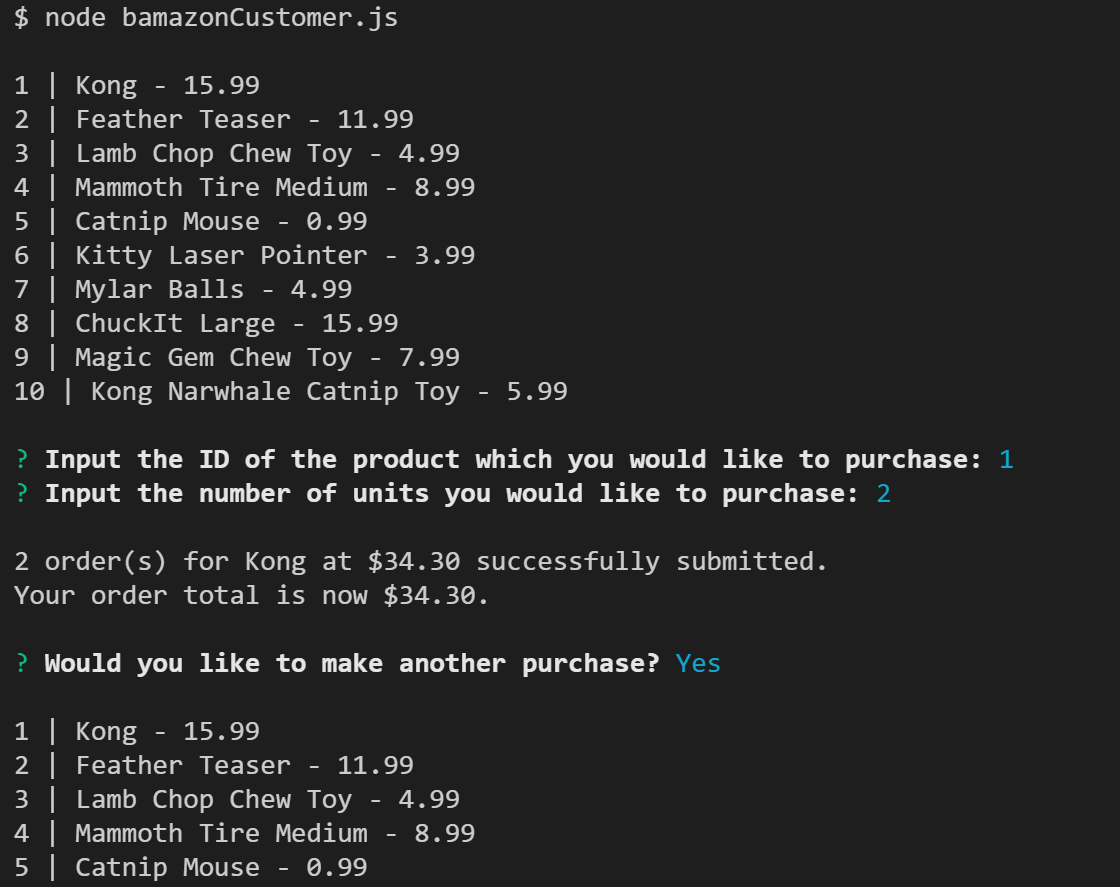 $ node bamazonCustomer.js
1 | Kong - 15.99
2 | Feather Teaser - 11.99
3 | Lamb Chop Chew Toy - 4.99
4 | Mammoth Tire Medium - 8.99
5 | Catnip Mouse - 0.99
6 | Kitty Laser Pointer - 3.99
7 | Mylar Balls - 4.99
8 | ChuckIt Large - 15.99
9 | Magic Gem Chew Toy - 7.99
10 | Kong Narwhale Catnip Toy - 5.99
? Input the ID of the product which you would like to purchase: 1
? Input the number of units you would like to purchase: 2
2 order(s) for Kong at $34.30 successfully submitted.
Your order total is now $34.30.
? Would you like to make another purchase? Yes
1 | Kong - 15.99
2 | Feather Teaser - 11.99
3 | Lamb Chop Chew Toy - 4.99
4 | Mammoth Tire Medium - 8.99
5 | Catnip Mouse - 0.99